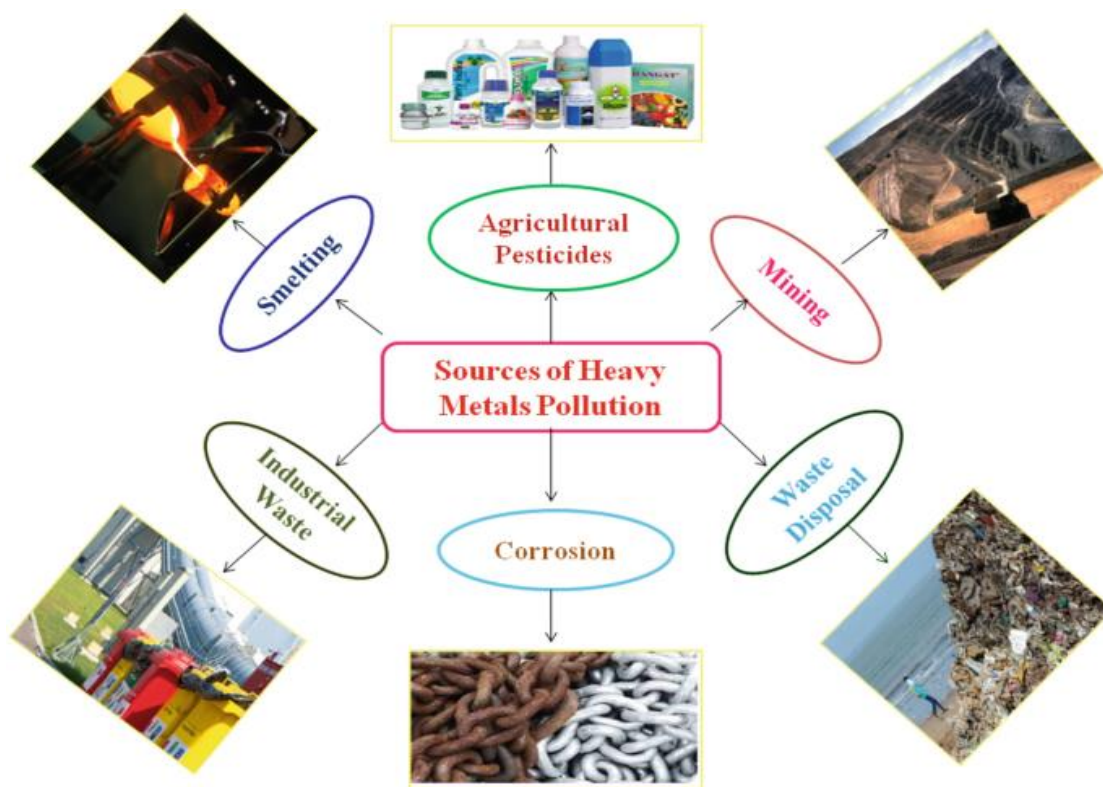 Agricultural
Pesticides
Smelting
Mining
Sources of Heavy
Metals Pollution
Industrial
Waste
Corrosion
Waste
Disposal